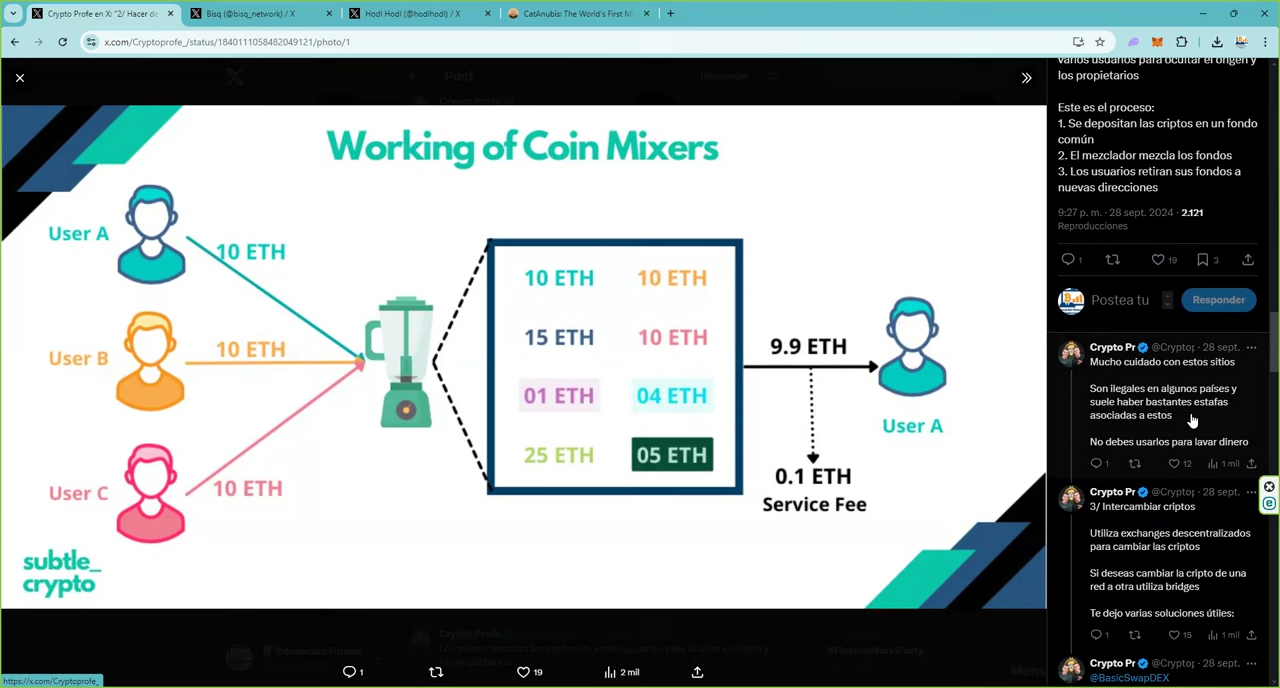 Crypto Profe en X: "2/ Hacer de
Bisq (@bisq_network) / X
Hodl Hodl (@hodlhodl) / X
CatAnubis: The World's First M
x.com/Cryptoprofe_/status/1840111058482049121/photo/1
Post
Responder
Working of Coin Mixers
User A
10 ETH
User B
10 ETH
User C
10 ETH
10 ETH
10 ETH
15 ETH
10 ETH
01 ETH
04 ETH
25 ETH
05 ETH
9.9 ETH
0.1 ETH
Service Fee
User A
subtle_
crypto
1
19
2 mil
https://x.com/Cryptoprofe_
varios usuarios para ocultar el origen y
los propietarios
Este es el proceso:
1. Se depositan las criptos en un fondo
común
2. El mezclador mezcla los fondos
3. Los usuarios retiran sus fondos a
nuevas direcciones
9:27 p. m. · 28 sept. 2024 · 2.121
Reproducciones
1
19
3
Postea tu
Responder
Crypto Pr @Cryptop · 28 sept.
Mucho cuidado con estos sitios
Son ilegales en algunos países y
suele haber bastantes estafas
asociadas a estos
No debes usarlos para lavar dinero
1
12
1 mil
Crypto Pr @Cryptop · 28 sept.
3/ Intercambiar criptos
Utiliza exchanges descentralizados
para cambiar las criptos
Si deseas cambiar la cripto de una
red a otra utiliza bridges
Te dejo varias soluciones útiles:
1
15
1 mil
Crypto Pr @Cryptop · 28 sept.
@BasicSwapDEX